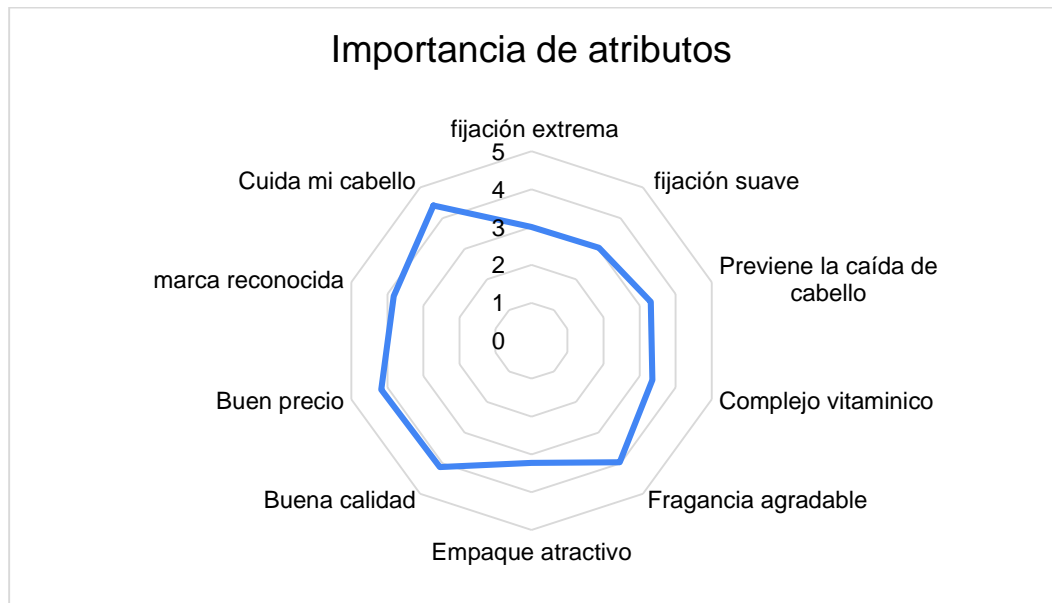 Importancia de atributos
fijación extrema
fijación suave
Previene la caída de
cabello
Complejo vitaminico
Fragancia agradable
Empaque atractivo
Buena calidad
Buen precio
marca reconocida
Cuida mi cabello
5
4
3
2
1
0